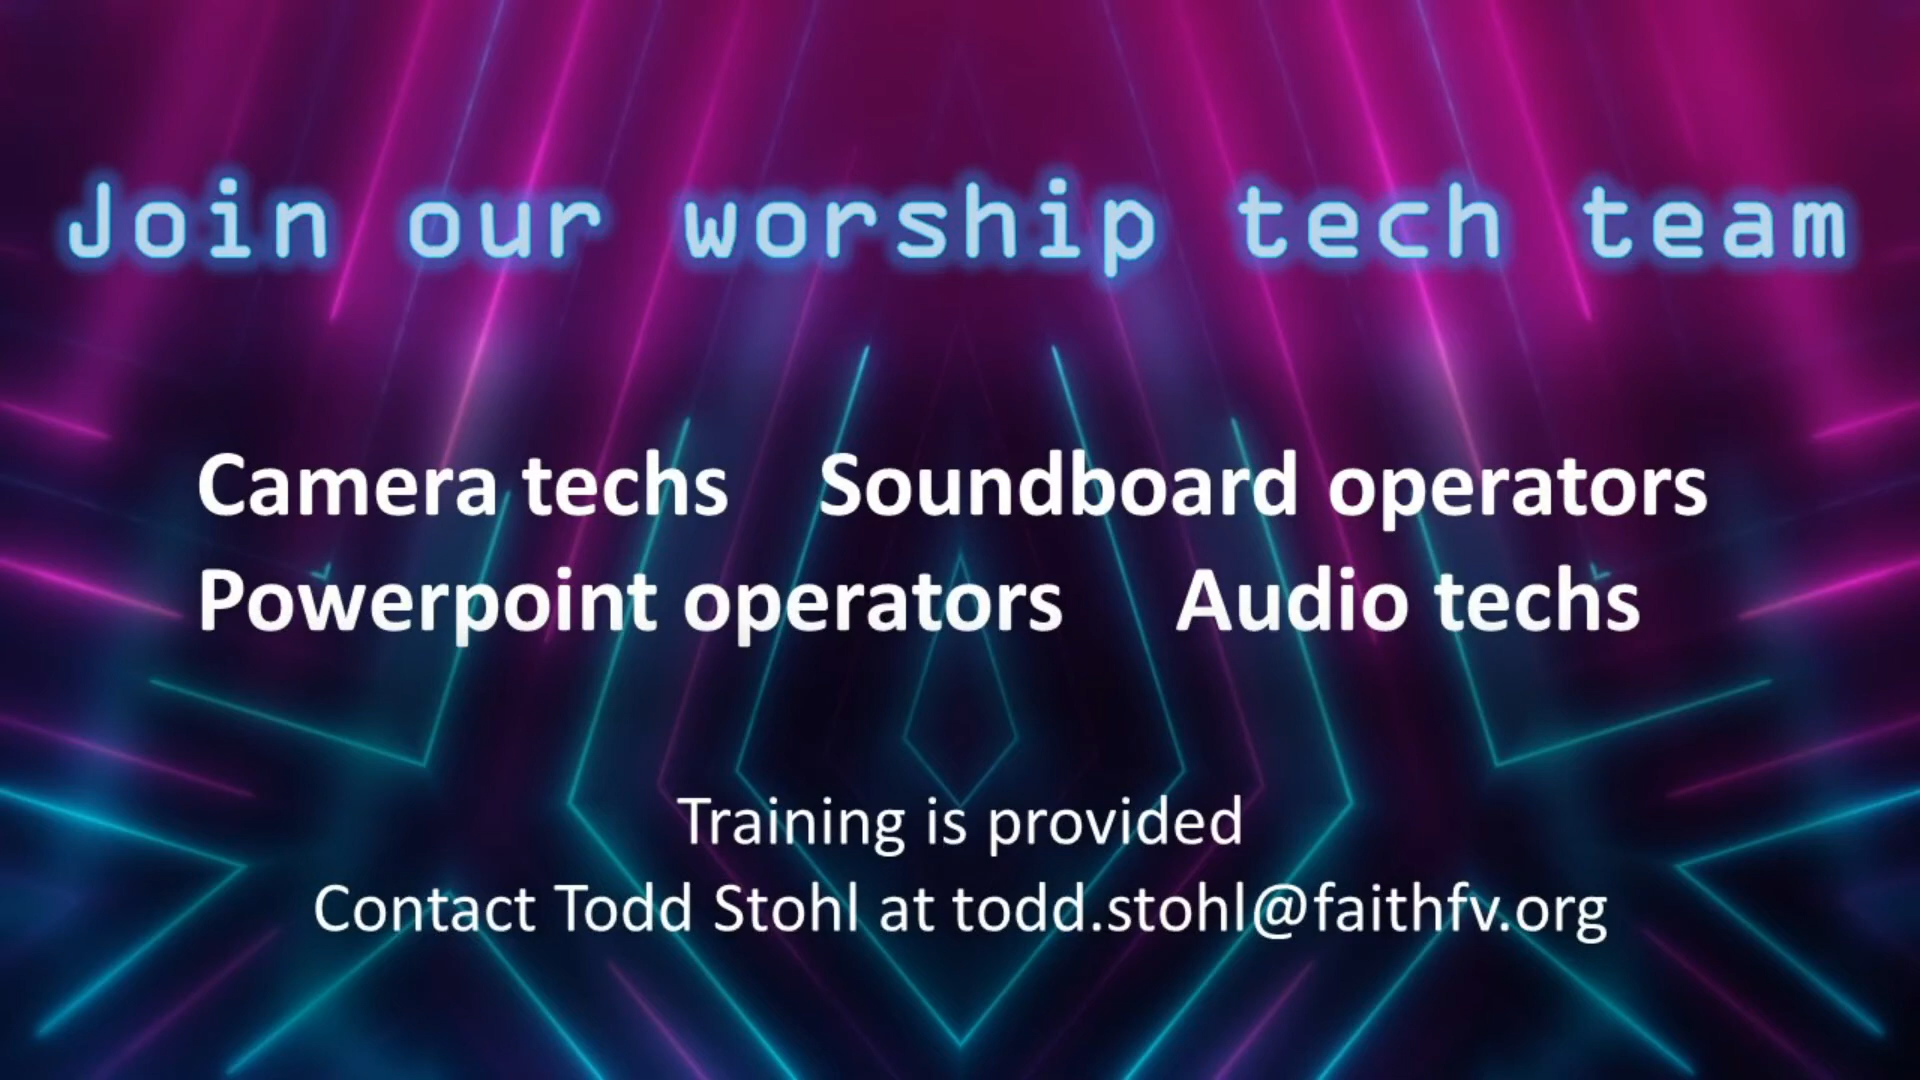 Join our worship tech team
Camera techs Soundboard operators
Powerpoint operators Audio techs
Training is provided
Contact Todd Stohl at todd.stohl@faithfv.org